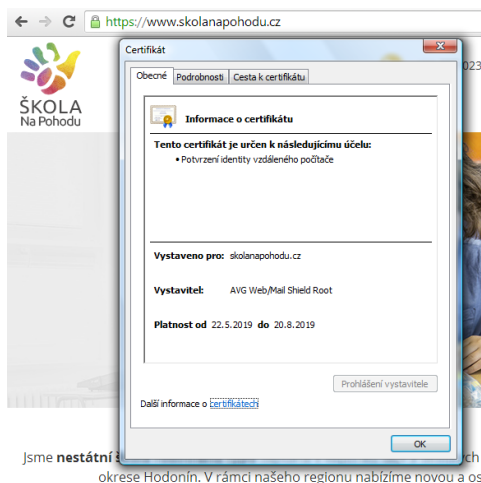 https://www.skolanapohodu.cz
Certifikát
023
ŠKOLA
Na Pohodu
Obecné Podrobnosti Cesta k certifikátu
Informace o certifikátu
Tento certifikát je určen k následujícímu účelu:
• Potvrzení identity vzdáleného počítače
Vystaveno pro: skolanapohodu.cz
Vystavitel: AVG Web/Mail Shield Root
Platnost od 22.5.2019 do 20.8.2019
Prohlášení vystavitele
Další informace o certifikátech
OK
Jsme nestátní
okrese Hodonín. V rámci našeho regionu nabízíme novou a